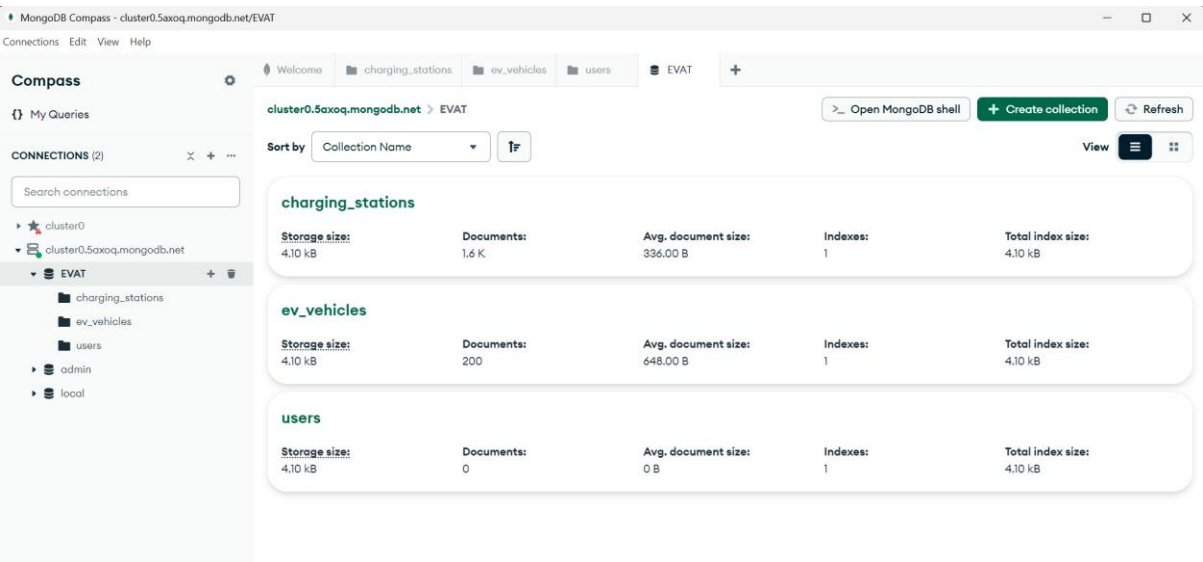 MongoDB Compass - cluster0.5axoq.mongodb.net/EVAT
Connections Edit View Help
Compass
{} My Queries
CONNECTIONS (2)
Search connections
cluster0
cluster0.5axoq.mongodb.net
EVAT
charging_stations
ev_vehicles
users
admin
local
Welcome charging_stations ev_vehicles users EVAT
cluster0.5axoq.mongodb.net > EVAT
>_ Open MongoDB shell + Create collection Refresh
Sort by Collection Name View
charging_stations
Storage size: Documents: Avg. document size: Indexes: Total index size:
4.10 kB 1.6 K 336.00 B 1 4.10 kB
ev_vehicles
Storage size: Documents: Avg. document size: Indexes: Total index size:
4.10 kB 200 648.00 B 1 4.10 kB
users
Storage size: Documents: Avg. document size: Indexes: Total index size:
4.10 kB 0 0 B 1 4.10 kB